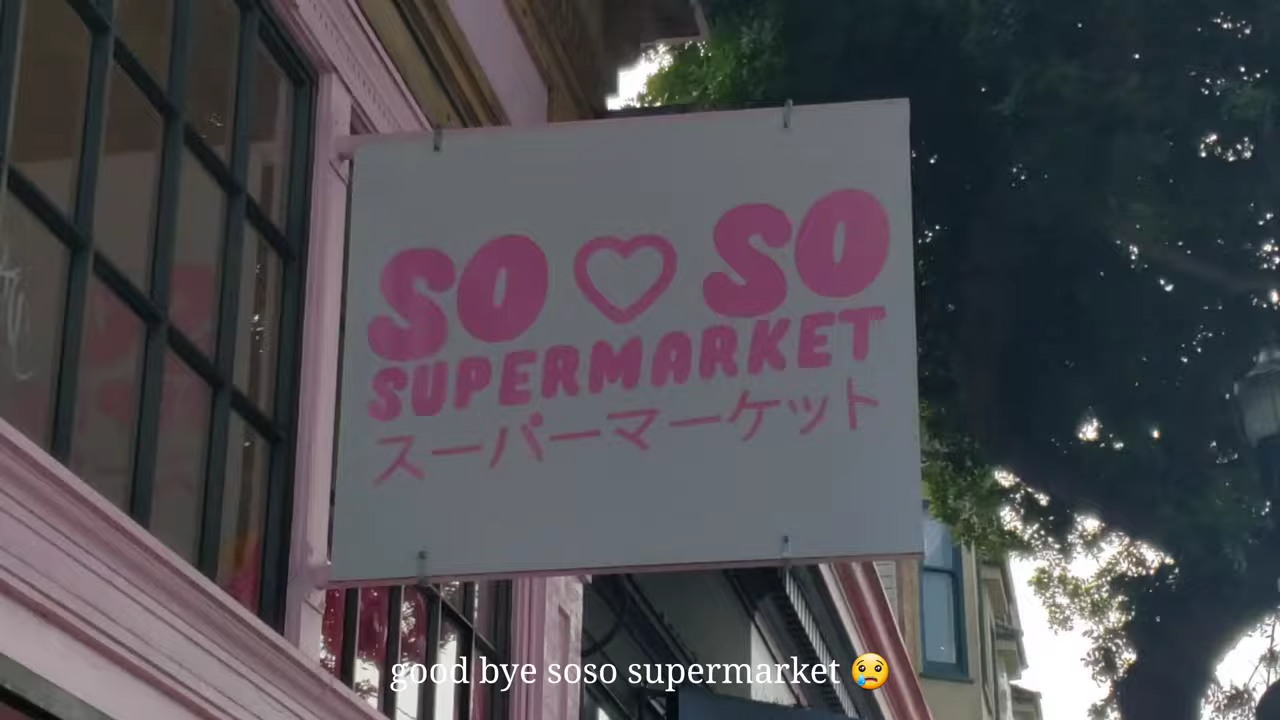 SO ♡ SO
SUPERMARKET
スーパーマーケット
good bye soso supermarket 😢